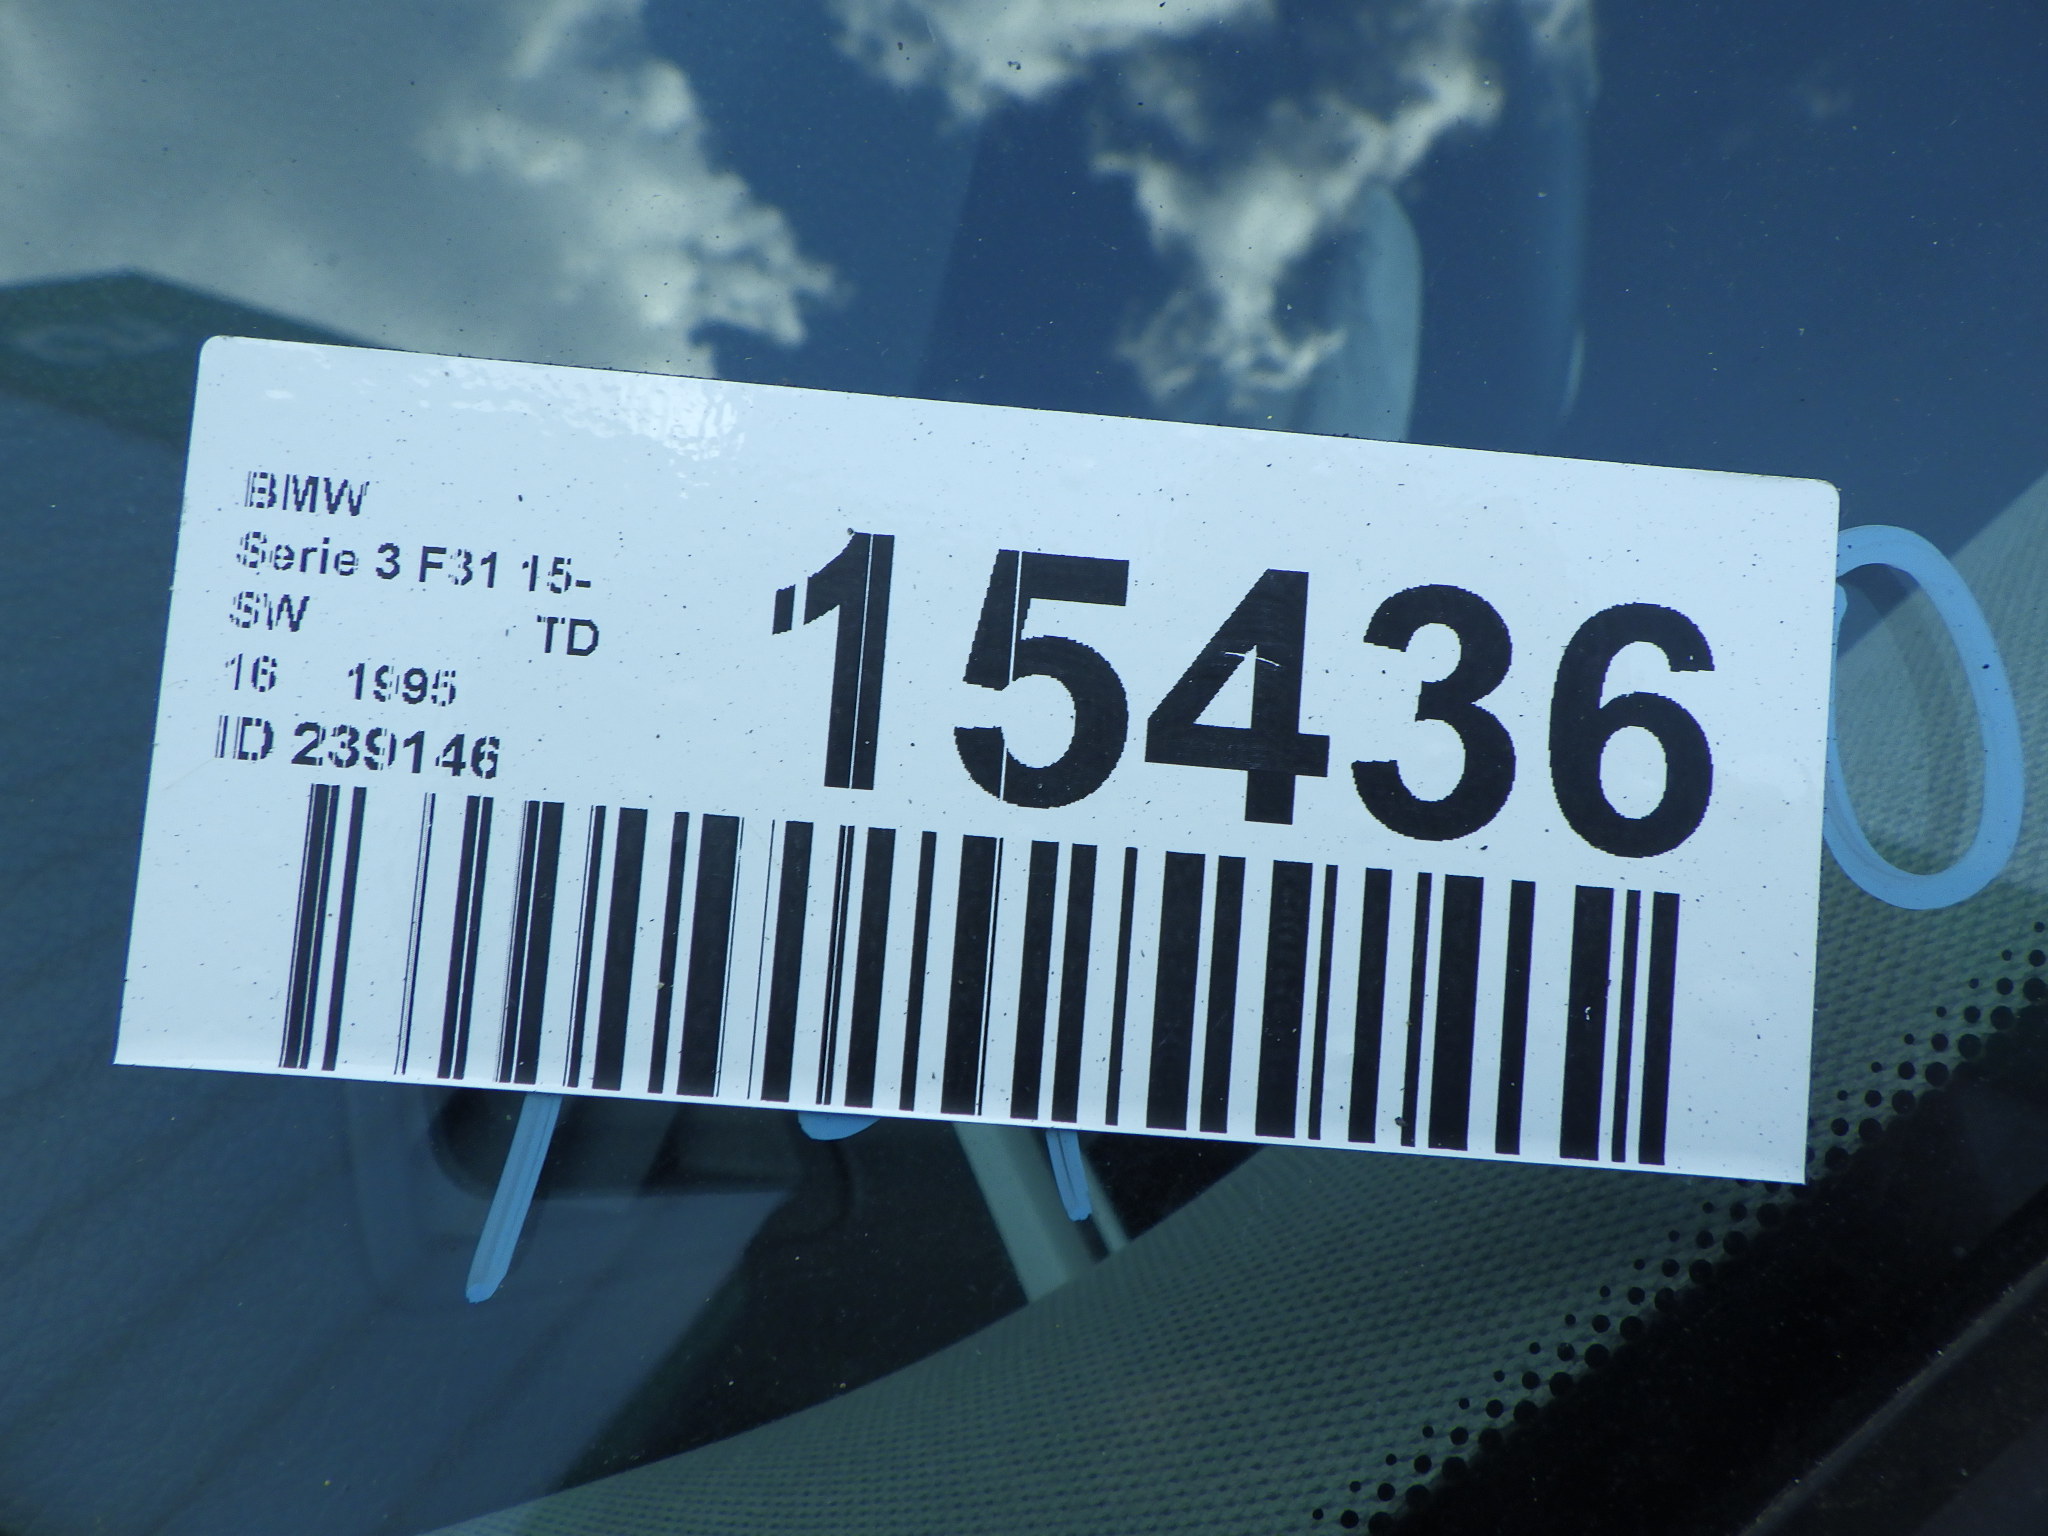 BMW
Serie 3 F31 15-
SW TD
16 1995
ID 239146
15436